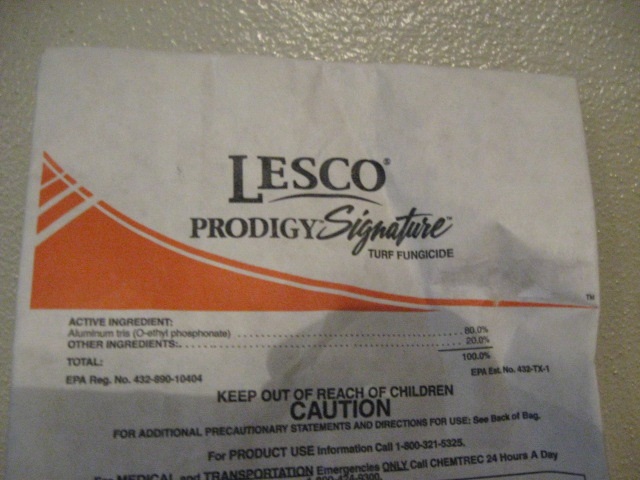 LESCO®
PRODIGY™ Signature™
TURF FUNGICIDE
™
ACTIVE INGREDIENT:
Aluminum tris (O-ethyl phosphonate) 80.0%
OTHER INGREDIENTS: 20.0%
TOTAL: 100.0%
EPA Reg. No. 432-890-10404 EPA Est. No. 432-TX-1
KEEP OUT OF REACH OF CHILDREN
CAUTION
FOR ADDITIONAL PRECAUTIONARY STATEMENTS AND DIRECTIONS FOR USE: See Back of Bag.
For PRODUCT USE Information Call 1-800-321-5325.
For MEDICAL and TRANSPORTATION Emergencies ONLY Call CHEMTREC 24 Hours A Day